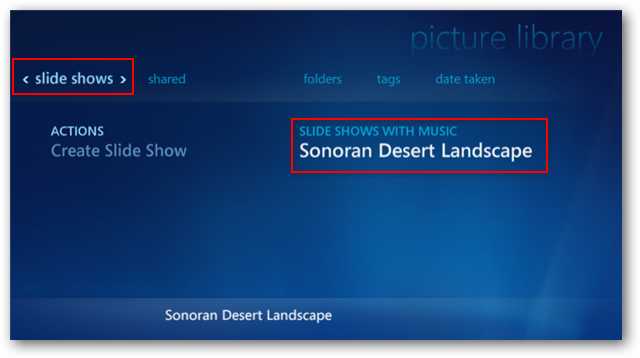 picture library
‹ slide shows › shared folders tags date taken
ACTIONS
Create Slide Show
SLIDE SHOWS WITH MUSIC
Sonoran Desert Landscape
Sonoran Desert Landscape